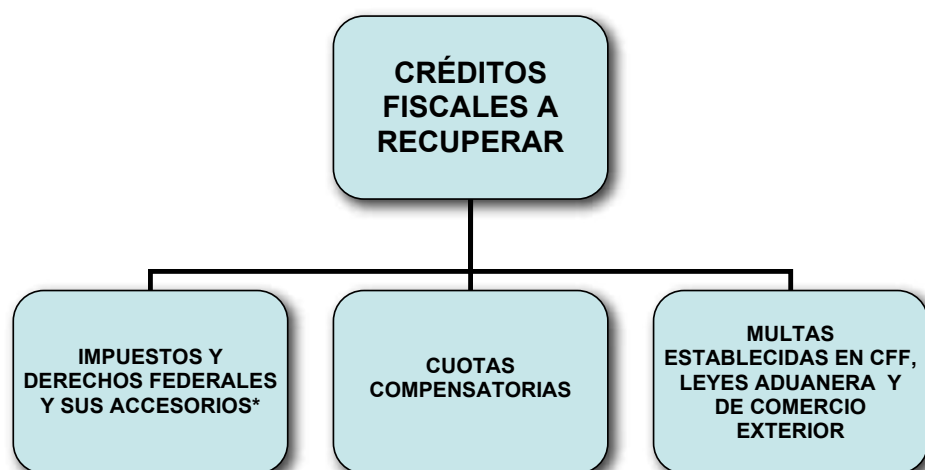 CRÉDITOS
FISCALES A
RECUPERAR
IMPUESTOS Y
DERECHOS FEDERALES
Y SUS ACCESORIOS*
CUOTAS
COMPENSATORIAS
MULTAS
ESTABLECIDAS EN CFF,
LEYES ADUANERA Y
DE COMERCIO
EXTERIOR